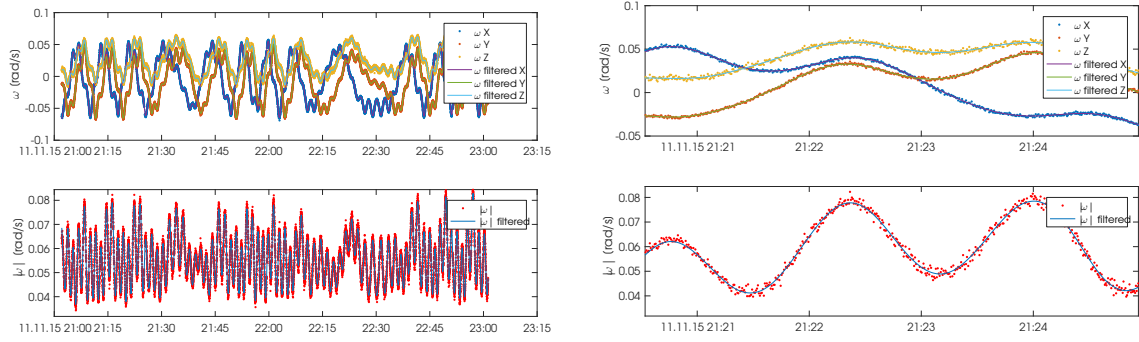 0.1
0.05
0
-0.05
-0.1
ω (rad/s)
ω X
ω Y
ω Z
ω filtered X
ω filtered Y
ω filtered Z
11.11.15 21:00 21:15 21:30 21:45 22:00 22:15 22:30 22:45 23:00 23:15
0.1
0.05
0
-0.05
ω (rad/s)
ω X
ω Y
ω Z
ω filtered X
ω filtered Y
ω filtered Z
11.11.15 21:21 21:22 21:23 21:24
0.08
0.07
0.06
0.05
0.04
|ω| (rad/s)
|ω|
|ω| filtered
11.11.15 21:00 21:15 21:30 21:45 22:00 22:15 22:30 22:45 23:00 23:15
0.08
0.07
0.06
0.05
0.04
|ω| (rad/s)
|ω|
|ω| filtered
11.11.15 21:21 21:22 21:23 21:24